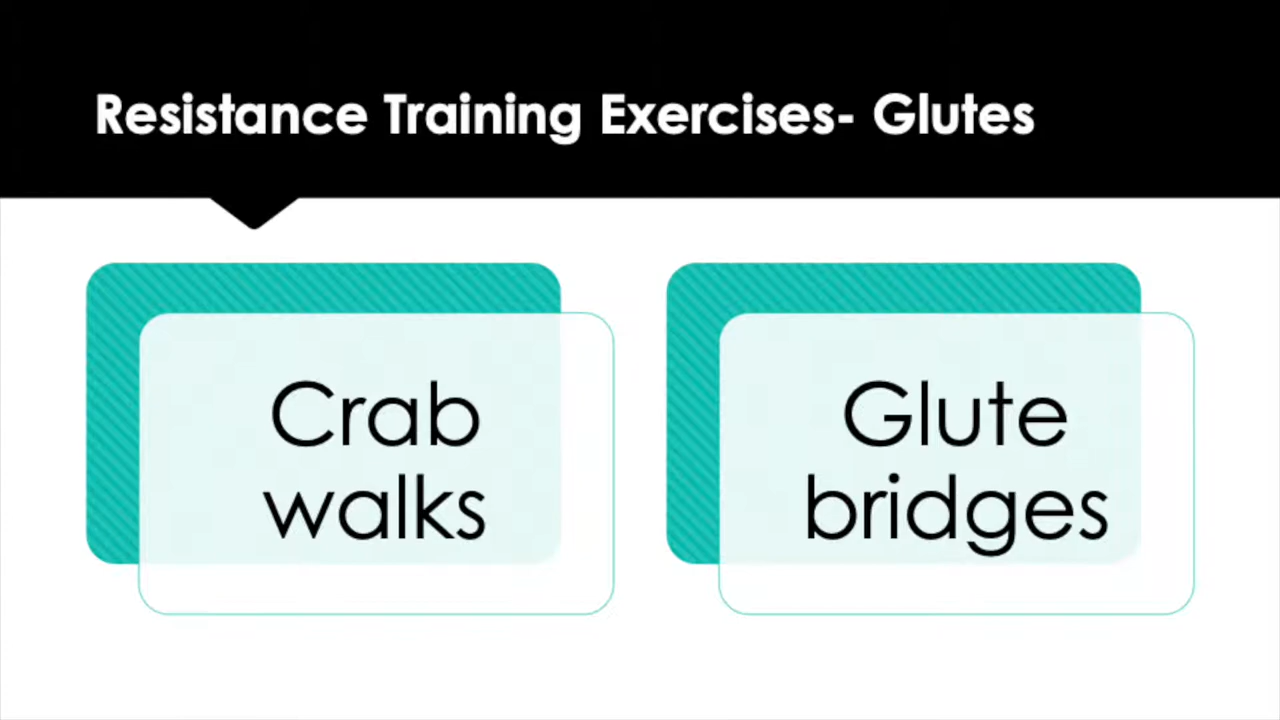 Resistance Training Exercises- Glutes
Crab
walks
Glute
bridges